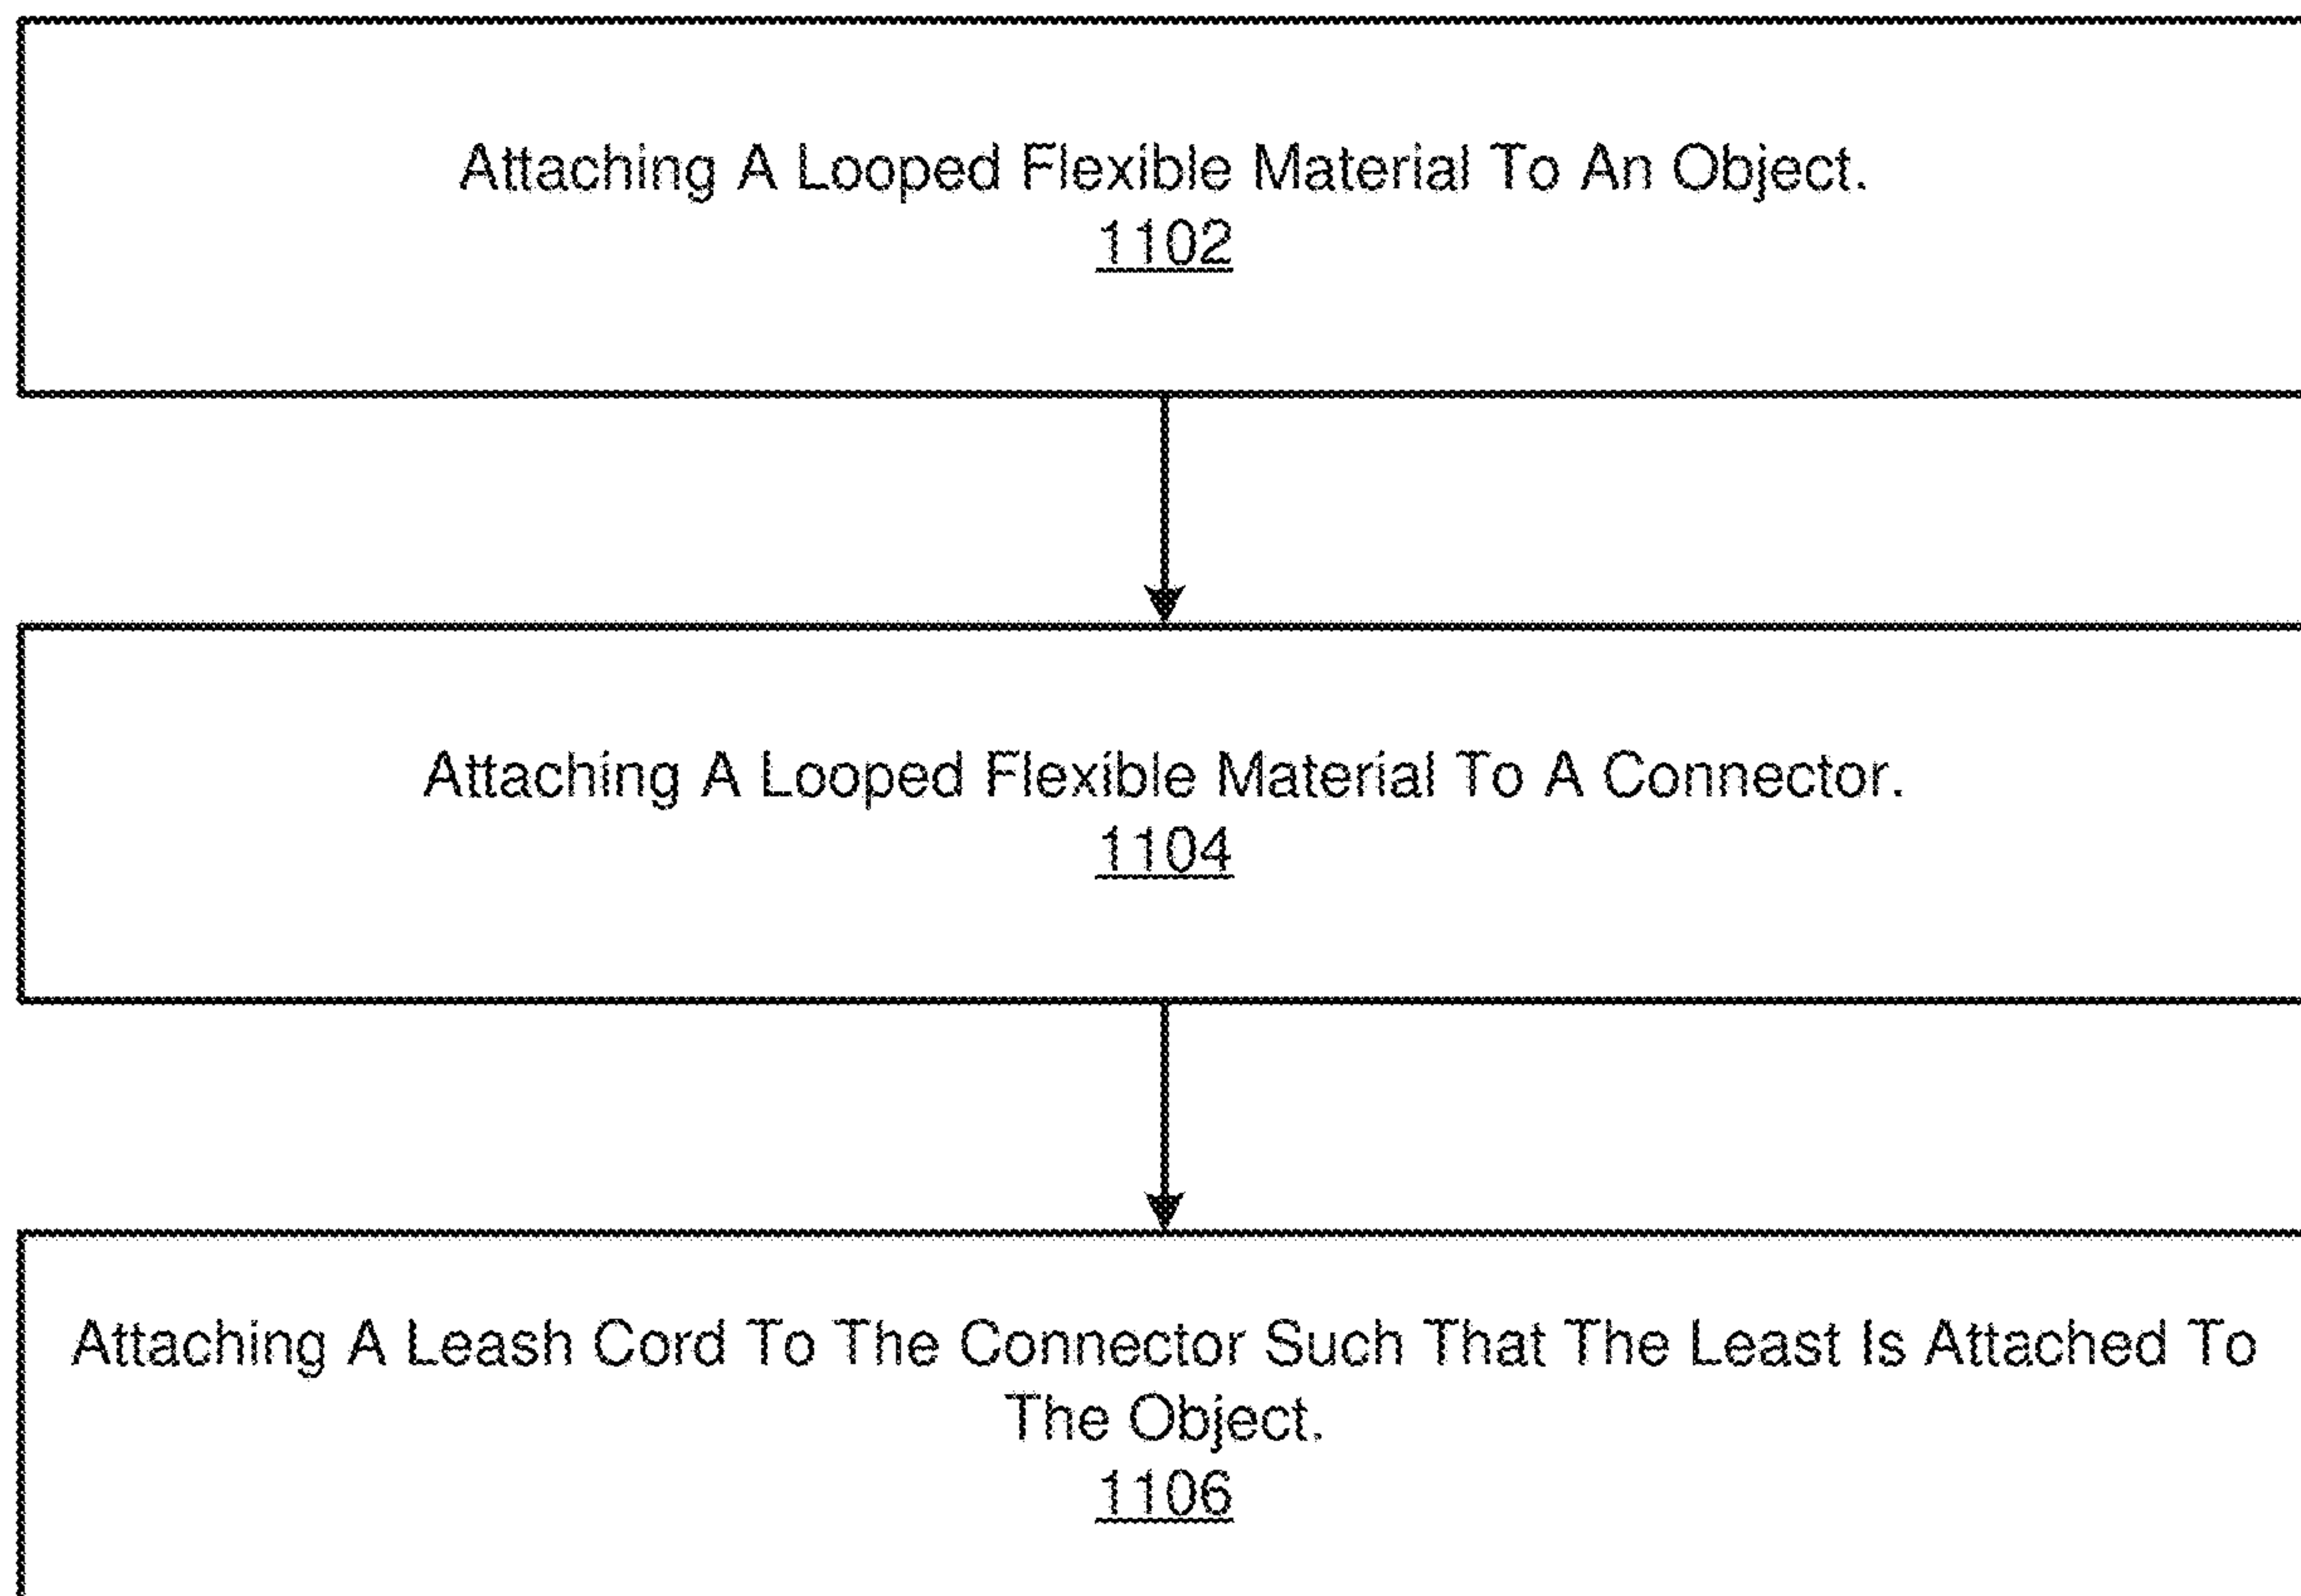 Attaching A Looped Flexible Material To An Object.
1102
Attaching A Looped Flexible Material To A Connector.
1104
Attaching A Leash Cord To The Connector Such That The Least Is Attached To
The Object.
1106